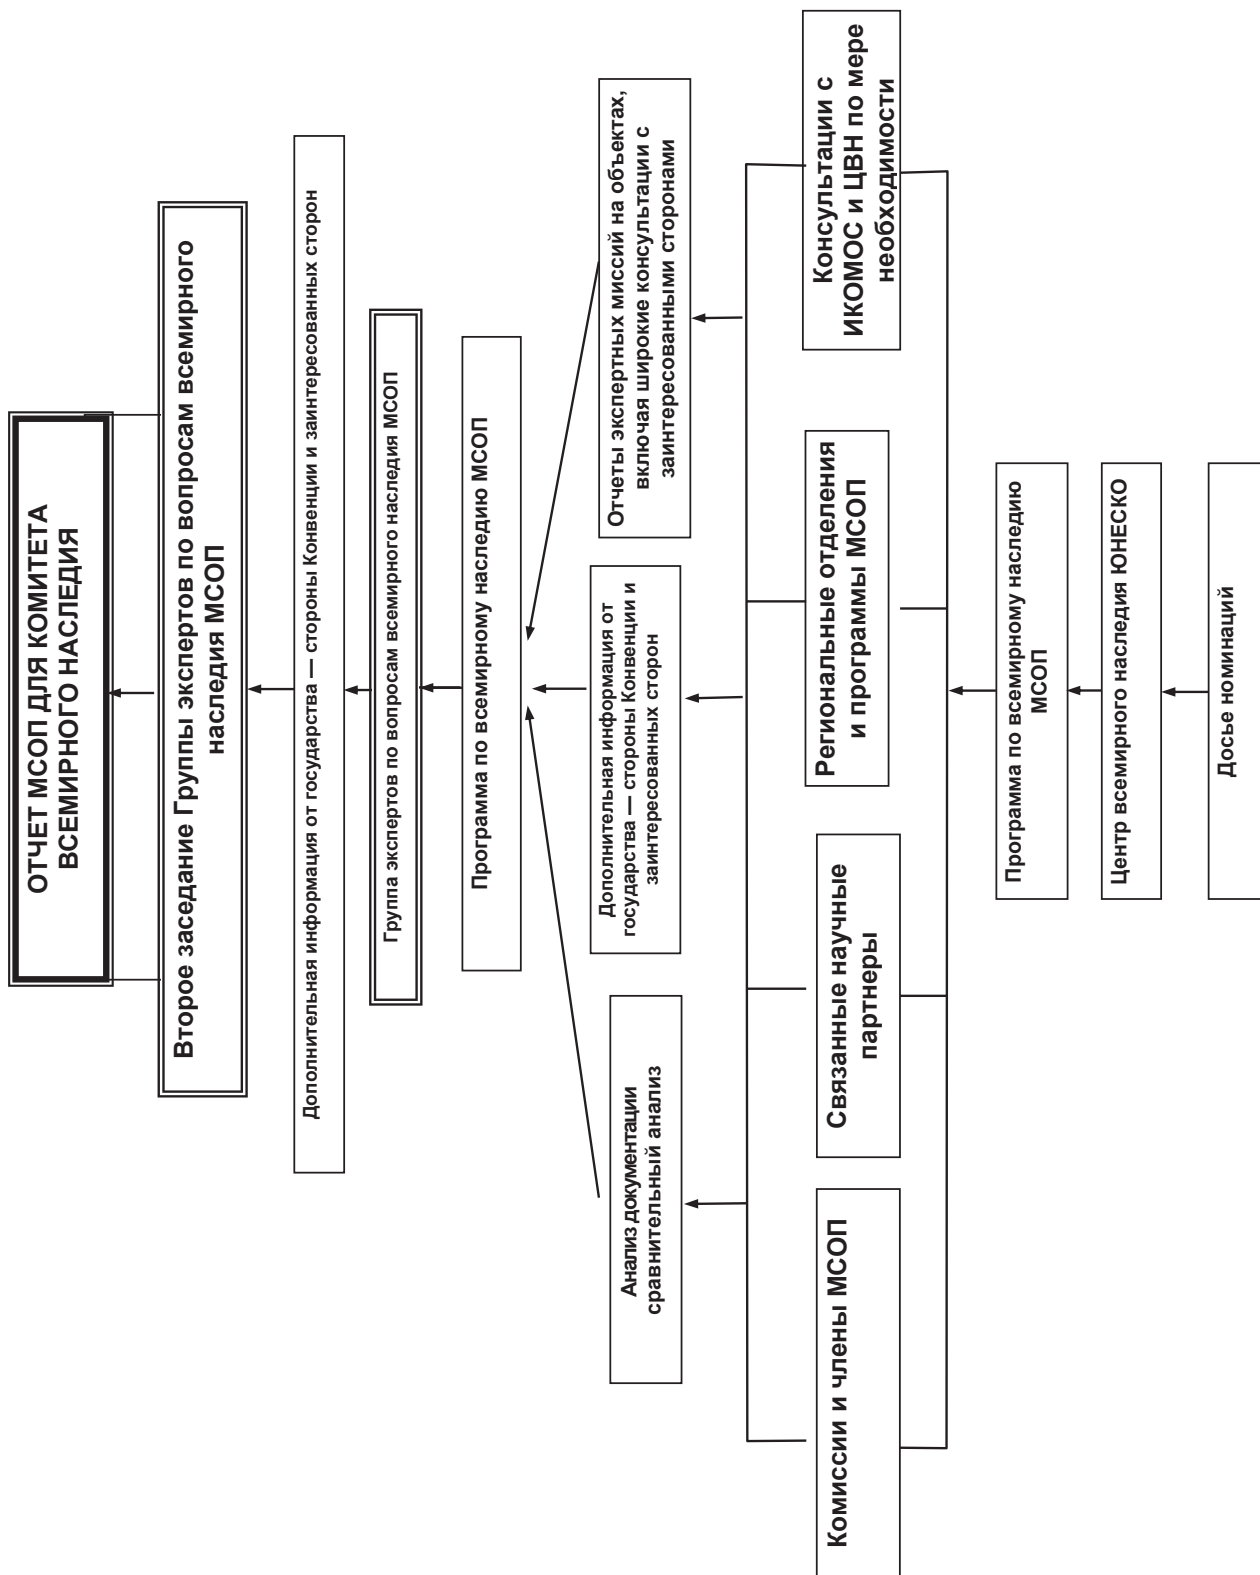 ОТЧЕТ МСОП ДЛЯ КОМИТЕТА
ВСЕМИРНОГО НАСЛЕДИЯ
Второе заседание Группы экспертов по вопросам всемирного
наследия МСОП
Дополнительная информация от государства — стороны Конвенции и заинтересованных сторон
Группа экспертов по вопросам всемирного наследия МСОП
Программа по всемирному наследию МСОП
Анализ документации
сравнительный анализ
Дополнительная информация от
государства — стороны Конвенции и
заинтересованных сторон
Отчеты экспертных миссий на объектах,
включая широкие консультации с
заинтересованными сторонами
Комиссии и члены МСОП
Связанные научные
партнеры
Региональные отделения
и программы МСОП
Консультации с
ИКОМОС и ЦВН по мере
необходимости
Программа по всемирному наследию
МСОП
Центр всемирного наследия ЮНЕСКО
Досье номинаций